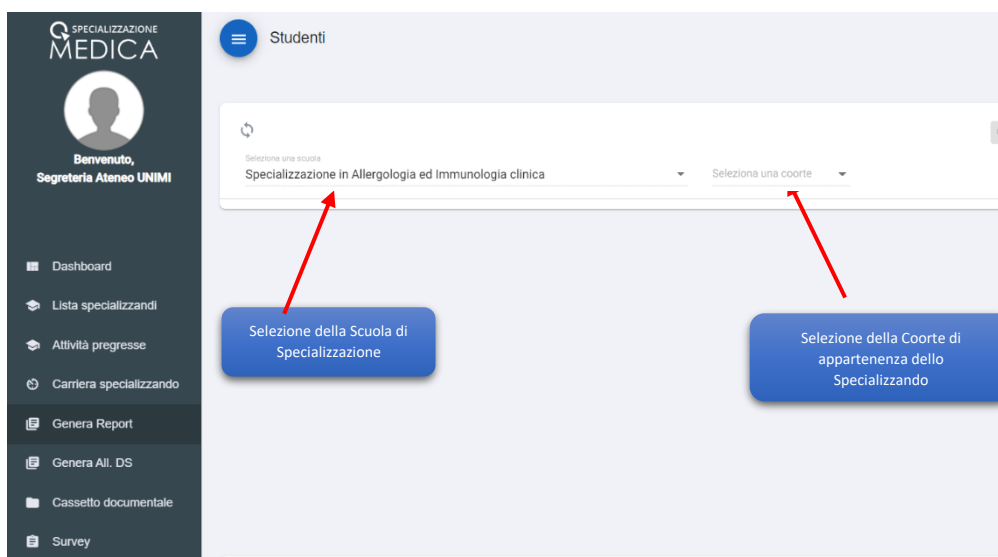 SPECIALIZZAZIONE
MEDICA
Benvenuto,
Segreteria Ateneo UNIMI
Dashboard
Lista specializzandi
Attività pregresse
Carriera specializzando
Genera Report
Genera All. DS
Cassetto documentale
Survey
Studenti
Seleziona una scuola
Specializzazione in Allergologia ed Immunologia clinica
Seleziona una coorte
Selezione della Scuola di
Specializzazione
Selezione della Coorte di
appartenenza dello
Specializzando